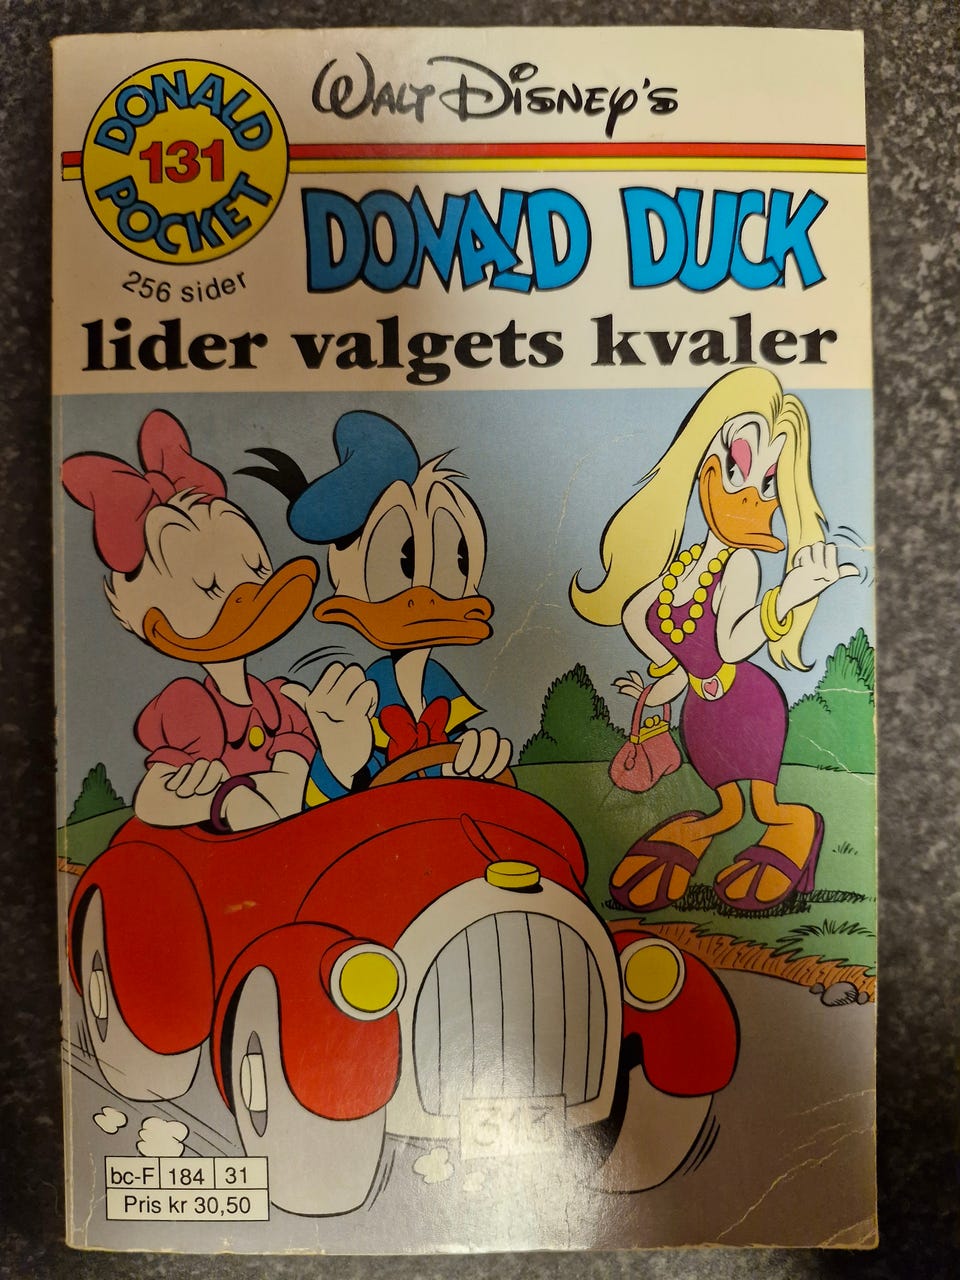 Walt Disney's
DONALD
131
POCKET
256 sider
DONALD DUCK
lider valgets kvaler
313
bc-F 184 31
Pris kr 30,50